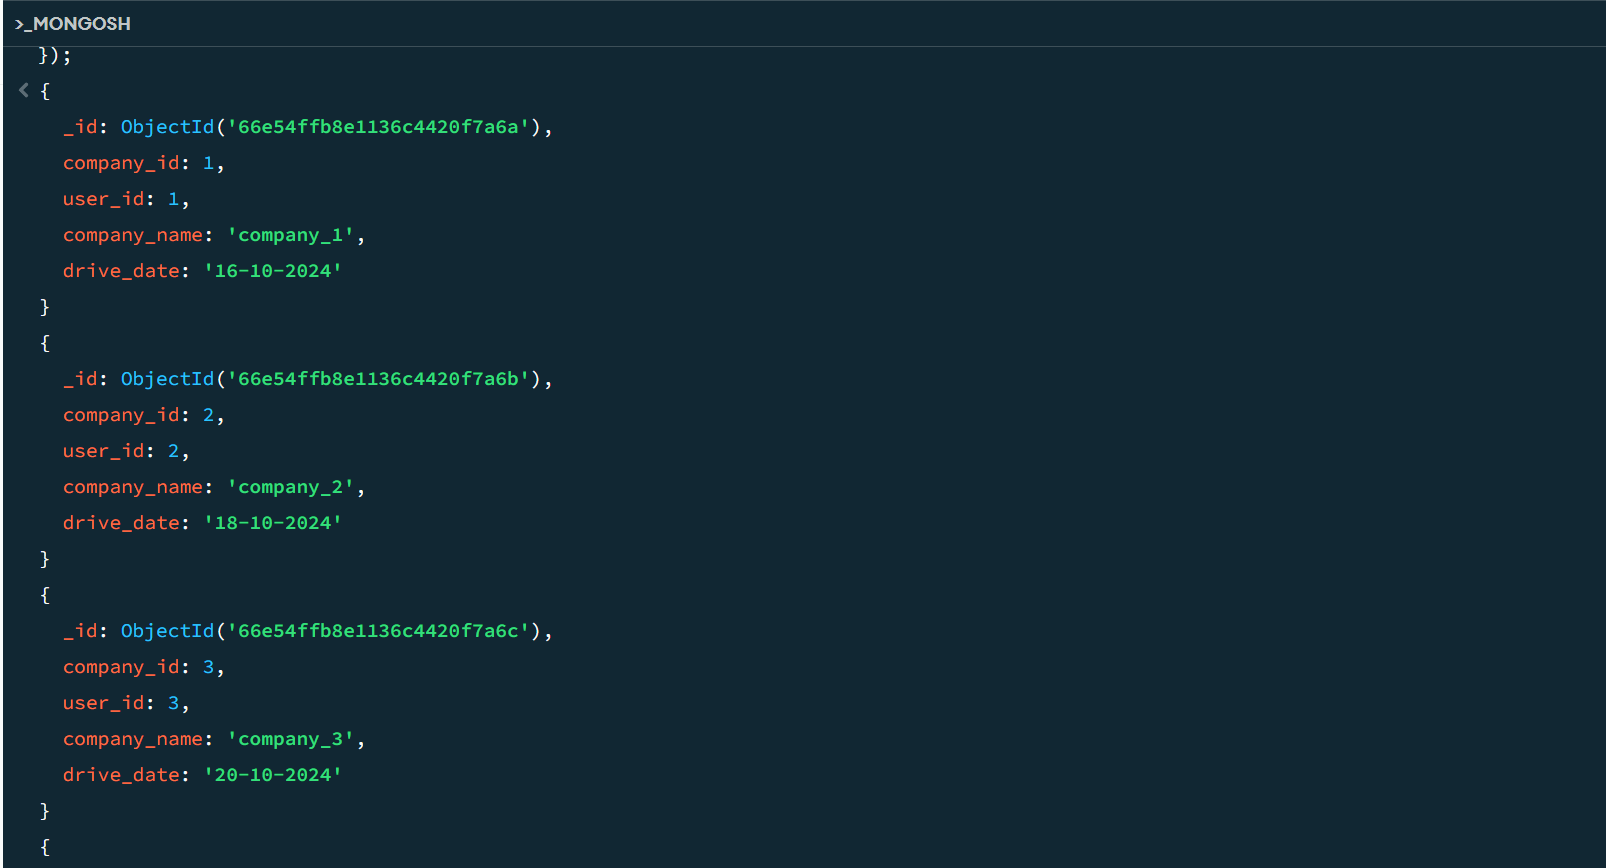 >_MONGOSH
});
{
_id: ObjectId('66e54ffb8e1136c4420f7a6a'),
company_id: 1,
user_id: 1,
company_name: 'company_1',
drive_date: '16-10-2024'
}
{
_id: ObjectId('66e54ffb8e1136c4420f7a6b'),
company_id: 2,
user_id: 2,
company_name: 'company_2',
drive_date: '18-10-2024'
}
{
_id: ObjectId('66e54ffb8e1136c4420f7a6c'),
company_id: 3,
user_id: 3,
company_name: 'company_3',
drive_date: '20-10-2024'
}
{